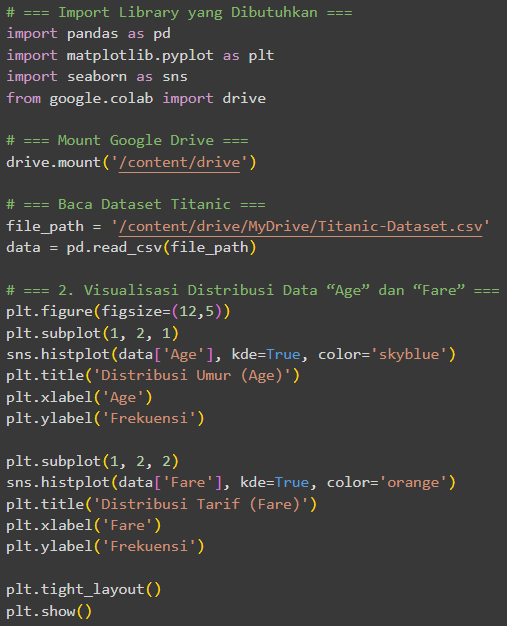 # === Import Library yang Dibutuhkan ===
import pandas as pd
import matplotlib.pyplot as plt
import seaborn as sns
from google.colab import drive

# === Mount Google Drive ===
drive.mount('/content/drive')

# === Baca Dataset Titanic ===
file_path = '/content/drive/MyDrive/Titanic-Dataset.csv'
data = pd.read_csv(file_path)

# === 2. Visualisasi Distribusi Data “Age” dan “Fare” ===
plt.figure(figsize=(12,5))
plt.subplot(1, 2, 1)
sns.histplot(data['Age'], kde=True, color='skyblue')
plt.title('Distribusi Umur (Age)')
plt.xlabel('Age')
plt.ylabel('Frekuensi')

plt.subplot(1, 2, 2)
sns.histplot(data['Fare'], kde=True, color='orange')
plt.title('Distribusi Tarif (Fare)')
plt.xlabel('Fare')
plt.ylabel('Frekuensi')

plt.tight_layout()
plt.show()